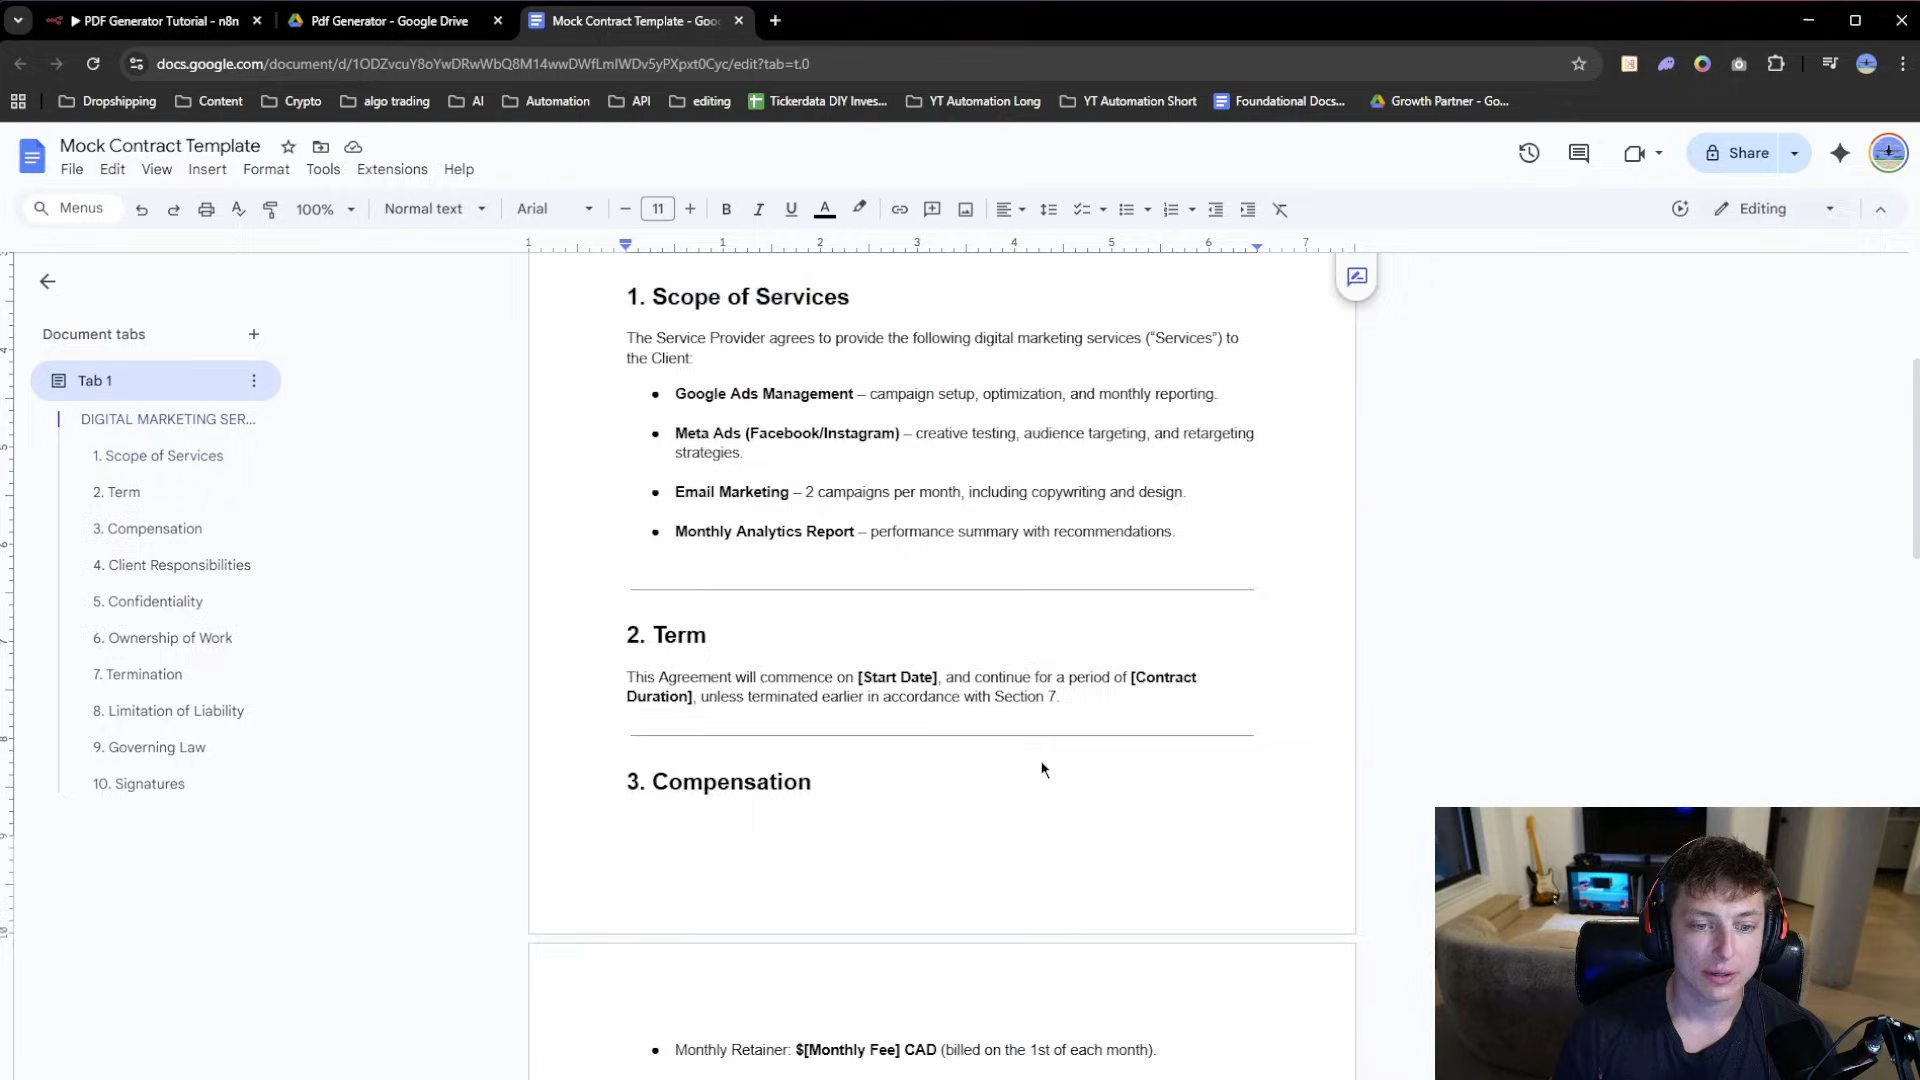 PDF Generator Tutorial - n8n
Pdf Generator - Google Drive
Mock Contract Template - Goo
docs.google.com/document/d/1ODZvcuY8oYwDRwWbQ8M14wwDWfLmIWDv5yPXpxt0Cyc/edit?tab=t.0
Dropshipping
Content
Crypto
algo trading
AI
Automation
API
editing
Tickerdata DIY Inves...
YT Automation Long
YT Automation Short
Foundational Docs...
Growth Partner - Go...
Mock Contract Template
Share
File Edit View Insert Format Tools Extensions Help
Menus
100%
Normal text
Arial
11
B I U A
Editing
1 1 2 3 4 5 6 7
Document tabs
Tab 1
DIGITAL MARKETING SER...
1. Scope of Services
2. Term
3. Compensation
4. Client Responsibilities
5. Confidentiality
6. Ownership of Work
7. Termination
8. Limitation of Liability
9. Governing Law
10. Signatures
1. Scope of Services
The Service Provider agrees to provide the following digital marketing services (“Services”) to
the Client:
● Google Ads Management – campaign setup, optimization, and monthly reporting.
● Meta Ads (Facebook/Instagram) – creative testing, audience targeting, and retargeting
strategies.
● Email Marketing – 2 campaigns per month, including copywriting and design.
● Monthly Analytics Report – performance summary with recommendations.
2. Term
This Agreement will commence on [Start Date], and continue for a period of [Contract
Duration], unless terminated earlier in accordance with Section 7.
3. Compensation
● Monthly Retainer: $[Monthly Fee] CAD (billed on the 1st of each month).